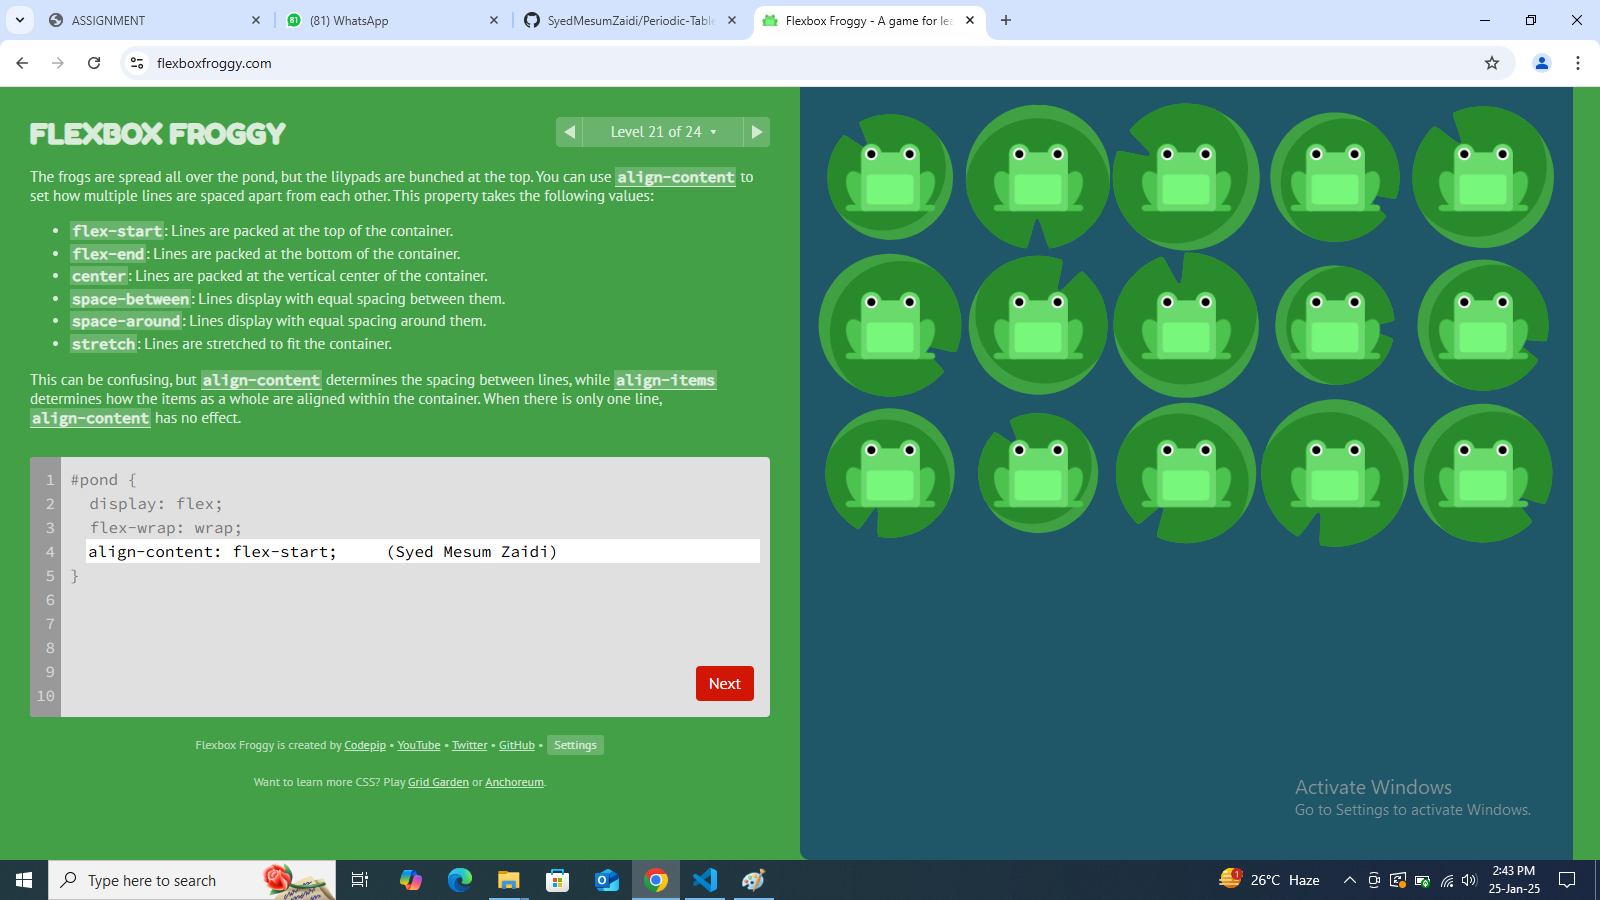 ASSIGNMENT
(81) WhatsApp
SyedMesumZaidi/Periodic-Table
Flexbox Froggy - A game for lea
flexboxfroggy.com
FLEXBOX FROGGY
Level 21 of 24
The frogs are spread all over the pond, but the lilypads are bunched at the top. You can use align-content to
set how multiple lines are spaced apart from each other. This property takes the following values:
• flex-start: Lines are packed at the top of the container.
• flex-end: Lines are packed at the bottom of the container.
• center: Lines are packed at the vertical center of the container.
• space-between: Lines display with equal spacing between them.
• space-around: Lines display with equal spacing around them.
• stretch: Lines are stretched to fit the container.
This can be confusing, but align-content determines the spacing between lines, while align-items
determines how the items as a whole are aligned within the container. When there is only one line,
align-content has no effect.
1 #pond {
2 display: flex;
3 flex-wrap: wrap;
4 align-content: flex-start; (Syed Mesum Zaidi)
5 }
6
7
8
9
10
Next
Flexbox Froggy is created by Codepip • YouTube • Twitter • GitHub • Settings
Want to learn more CSS? Play Grid Garden or Anchoreum.
Activate Windows
Go to Settings to activate Windows.
Type here to search
1
26°C Haze
2:43 PM
25-Jan-25